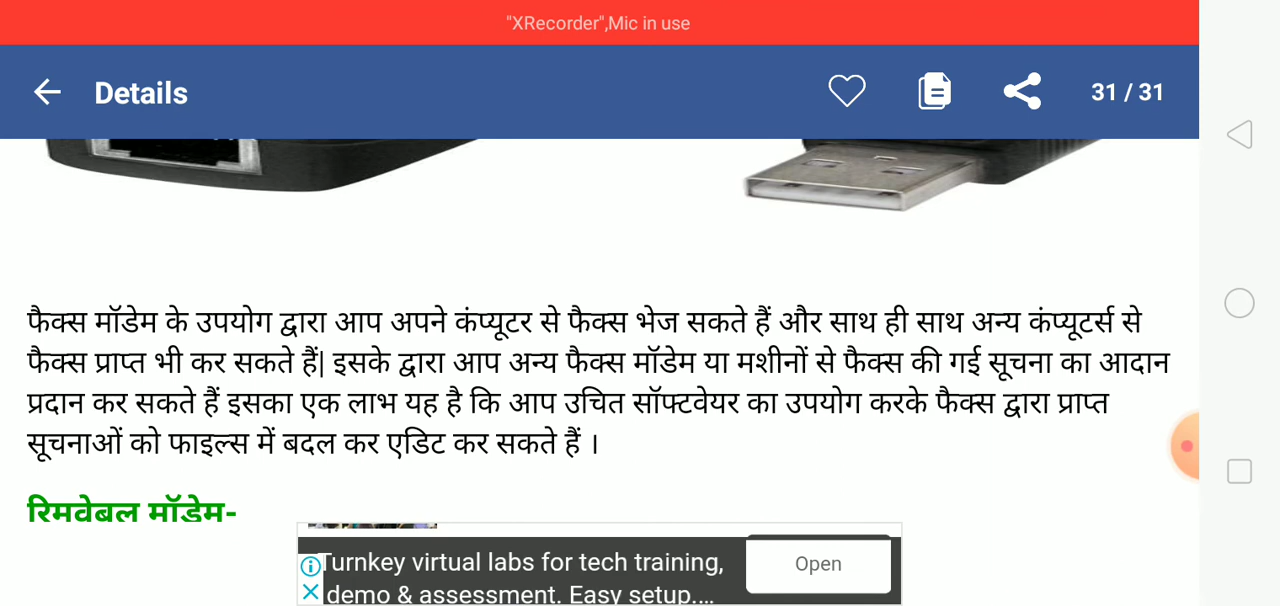 "XRecorder",Mic in use
Details
31 / 31
फैक्स मॉडेम के उपयोग द्वारा आप अपने कंप्यूटर से फैक्स भेज सकते हैं और साथ ही साथ अन्य कंप्यूटर्स से
फैक्स प्राप्त भी कर सकते हैं| इसके द्वारा आप अन्य फैक्स मॉडेम या मशीनों से फैक्स की गई सूचना का आदान
प्रदान कर सकते हैं इसका एक लाभ यह है कि आप उचित सॉफ्टवेयर का उपयोग करके फैक्स द्वारा प्राप्त
सूचनाओं को फाइल्स में बदल कर एडिट कर सकते हैं ।
रिमवेबल मॉडेम-
Turnkey virtual labs for tech training,
demo & assessment. Easy setup....
Open